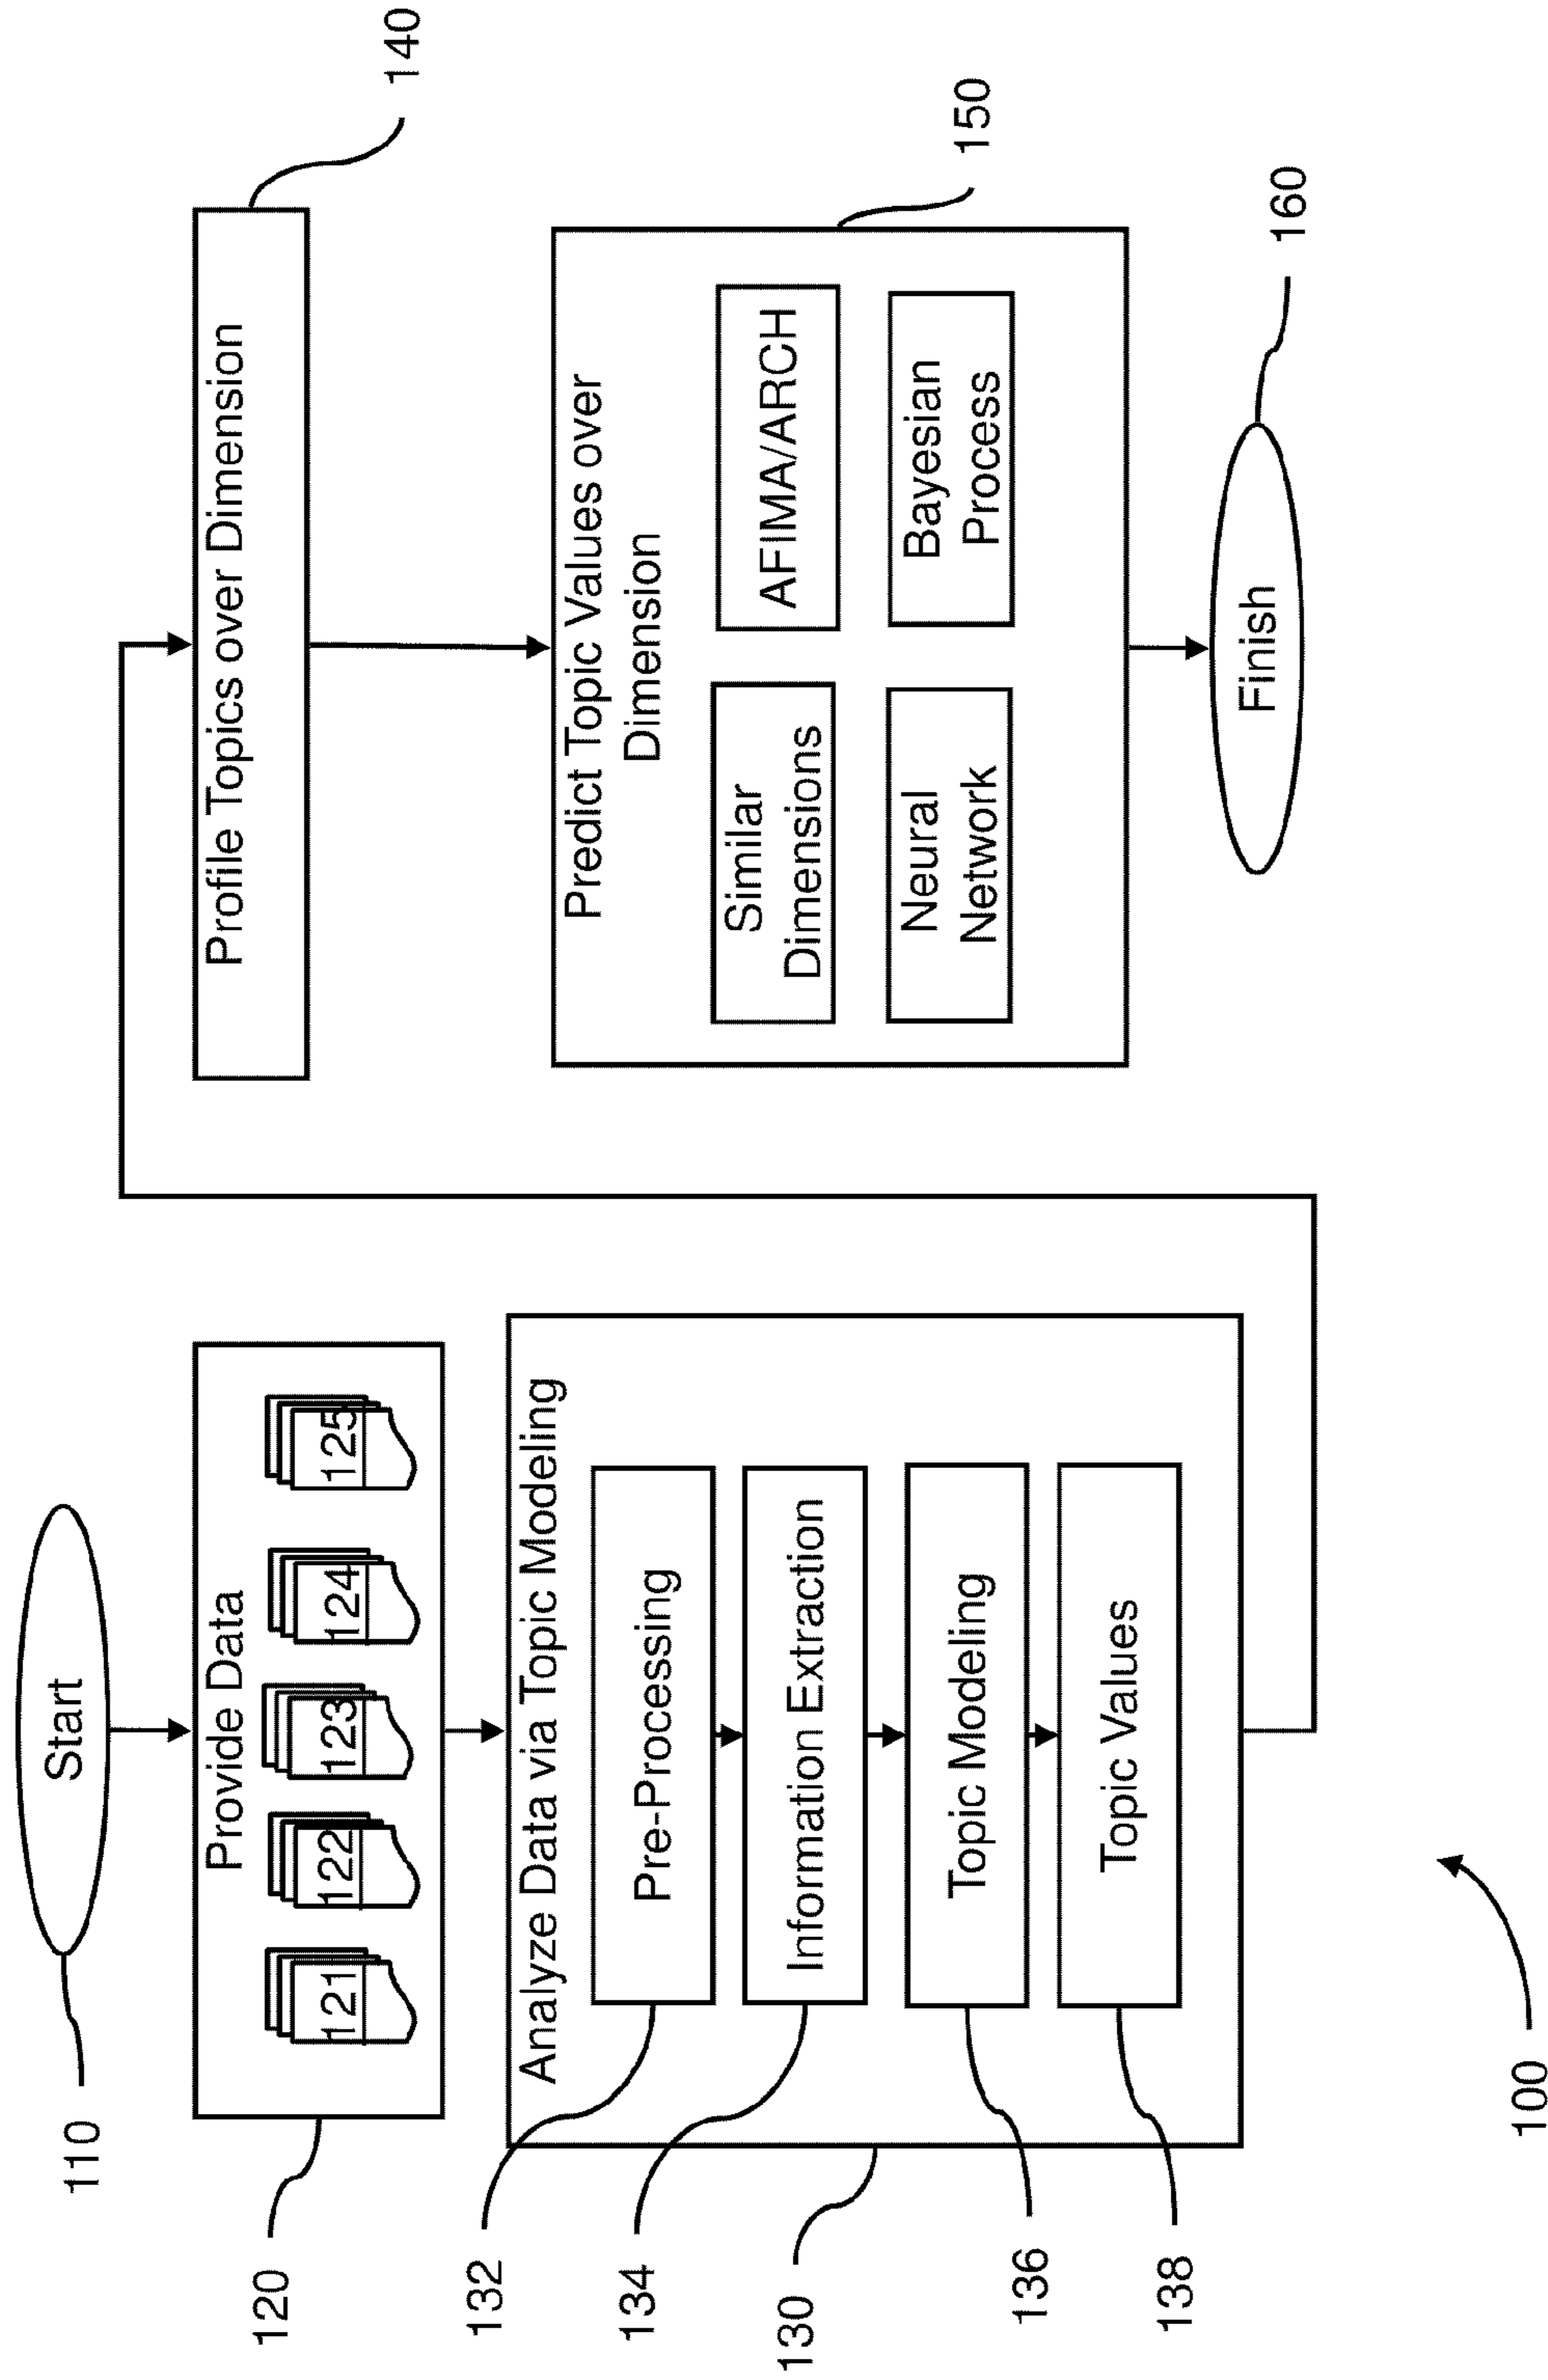 Start
110
Provide Data
121
122
123
124
125
120
Analyze Data via Topic Modeling
Pre-Processing
132
Information Extraction
134
130
Topic Modeling
136
Topic Values
138
100
Profile Topics over Dimension
140
Predict Topic Values over
Dimension
150
Similar
Dimensions
AFIMA/ARCH
Neural
Network
Bayesian
Process
Finish
160